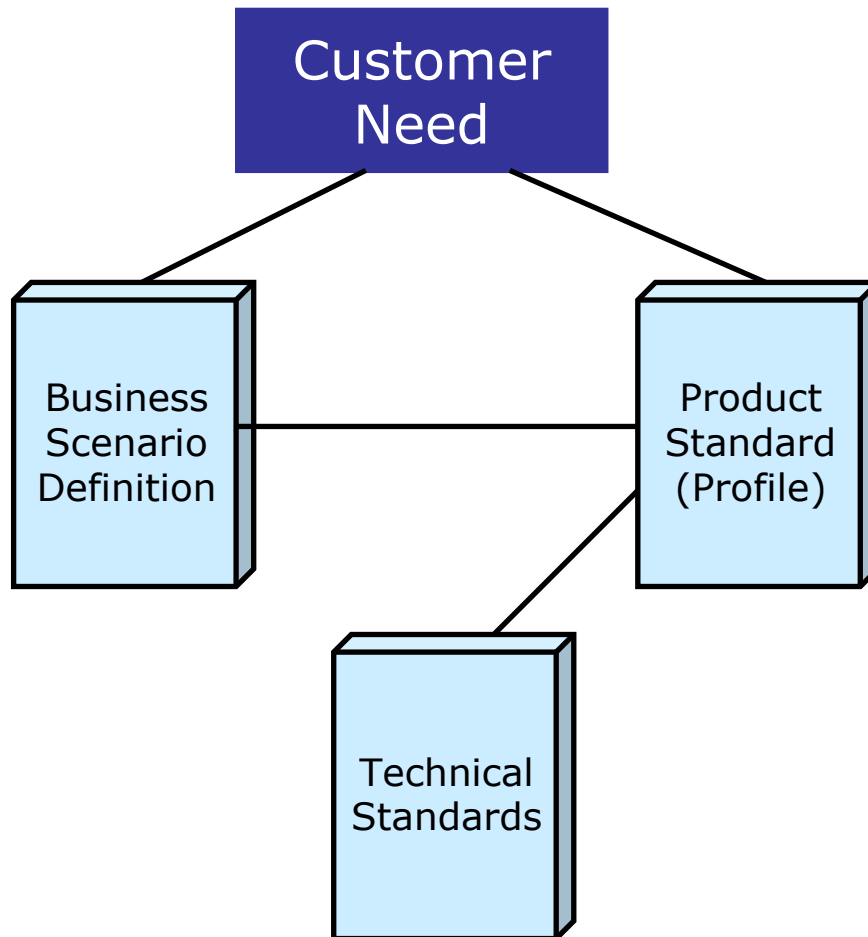 Customer
Need
Business
Scenario
Definition
Product
Standard
(Profile)
Technical
Standards